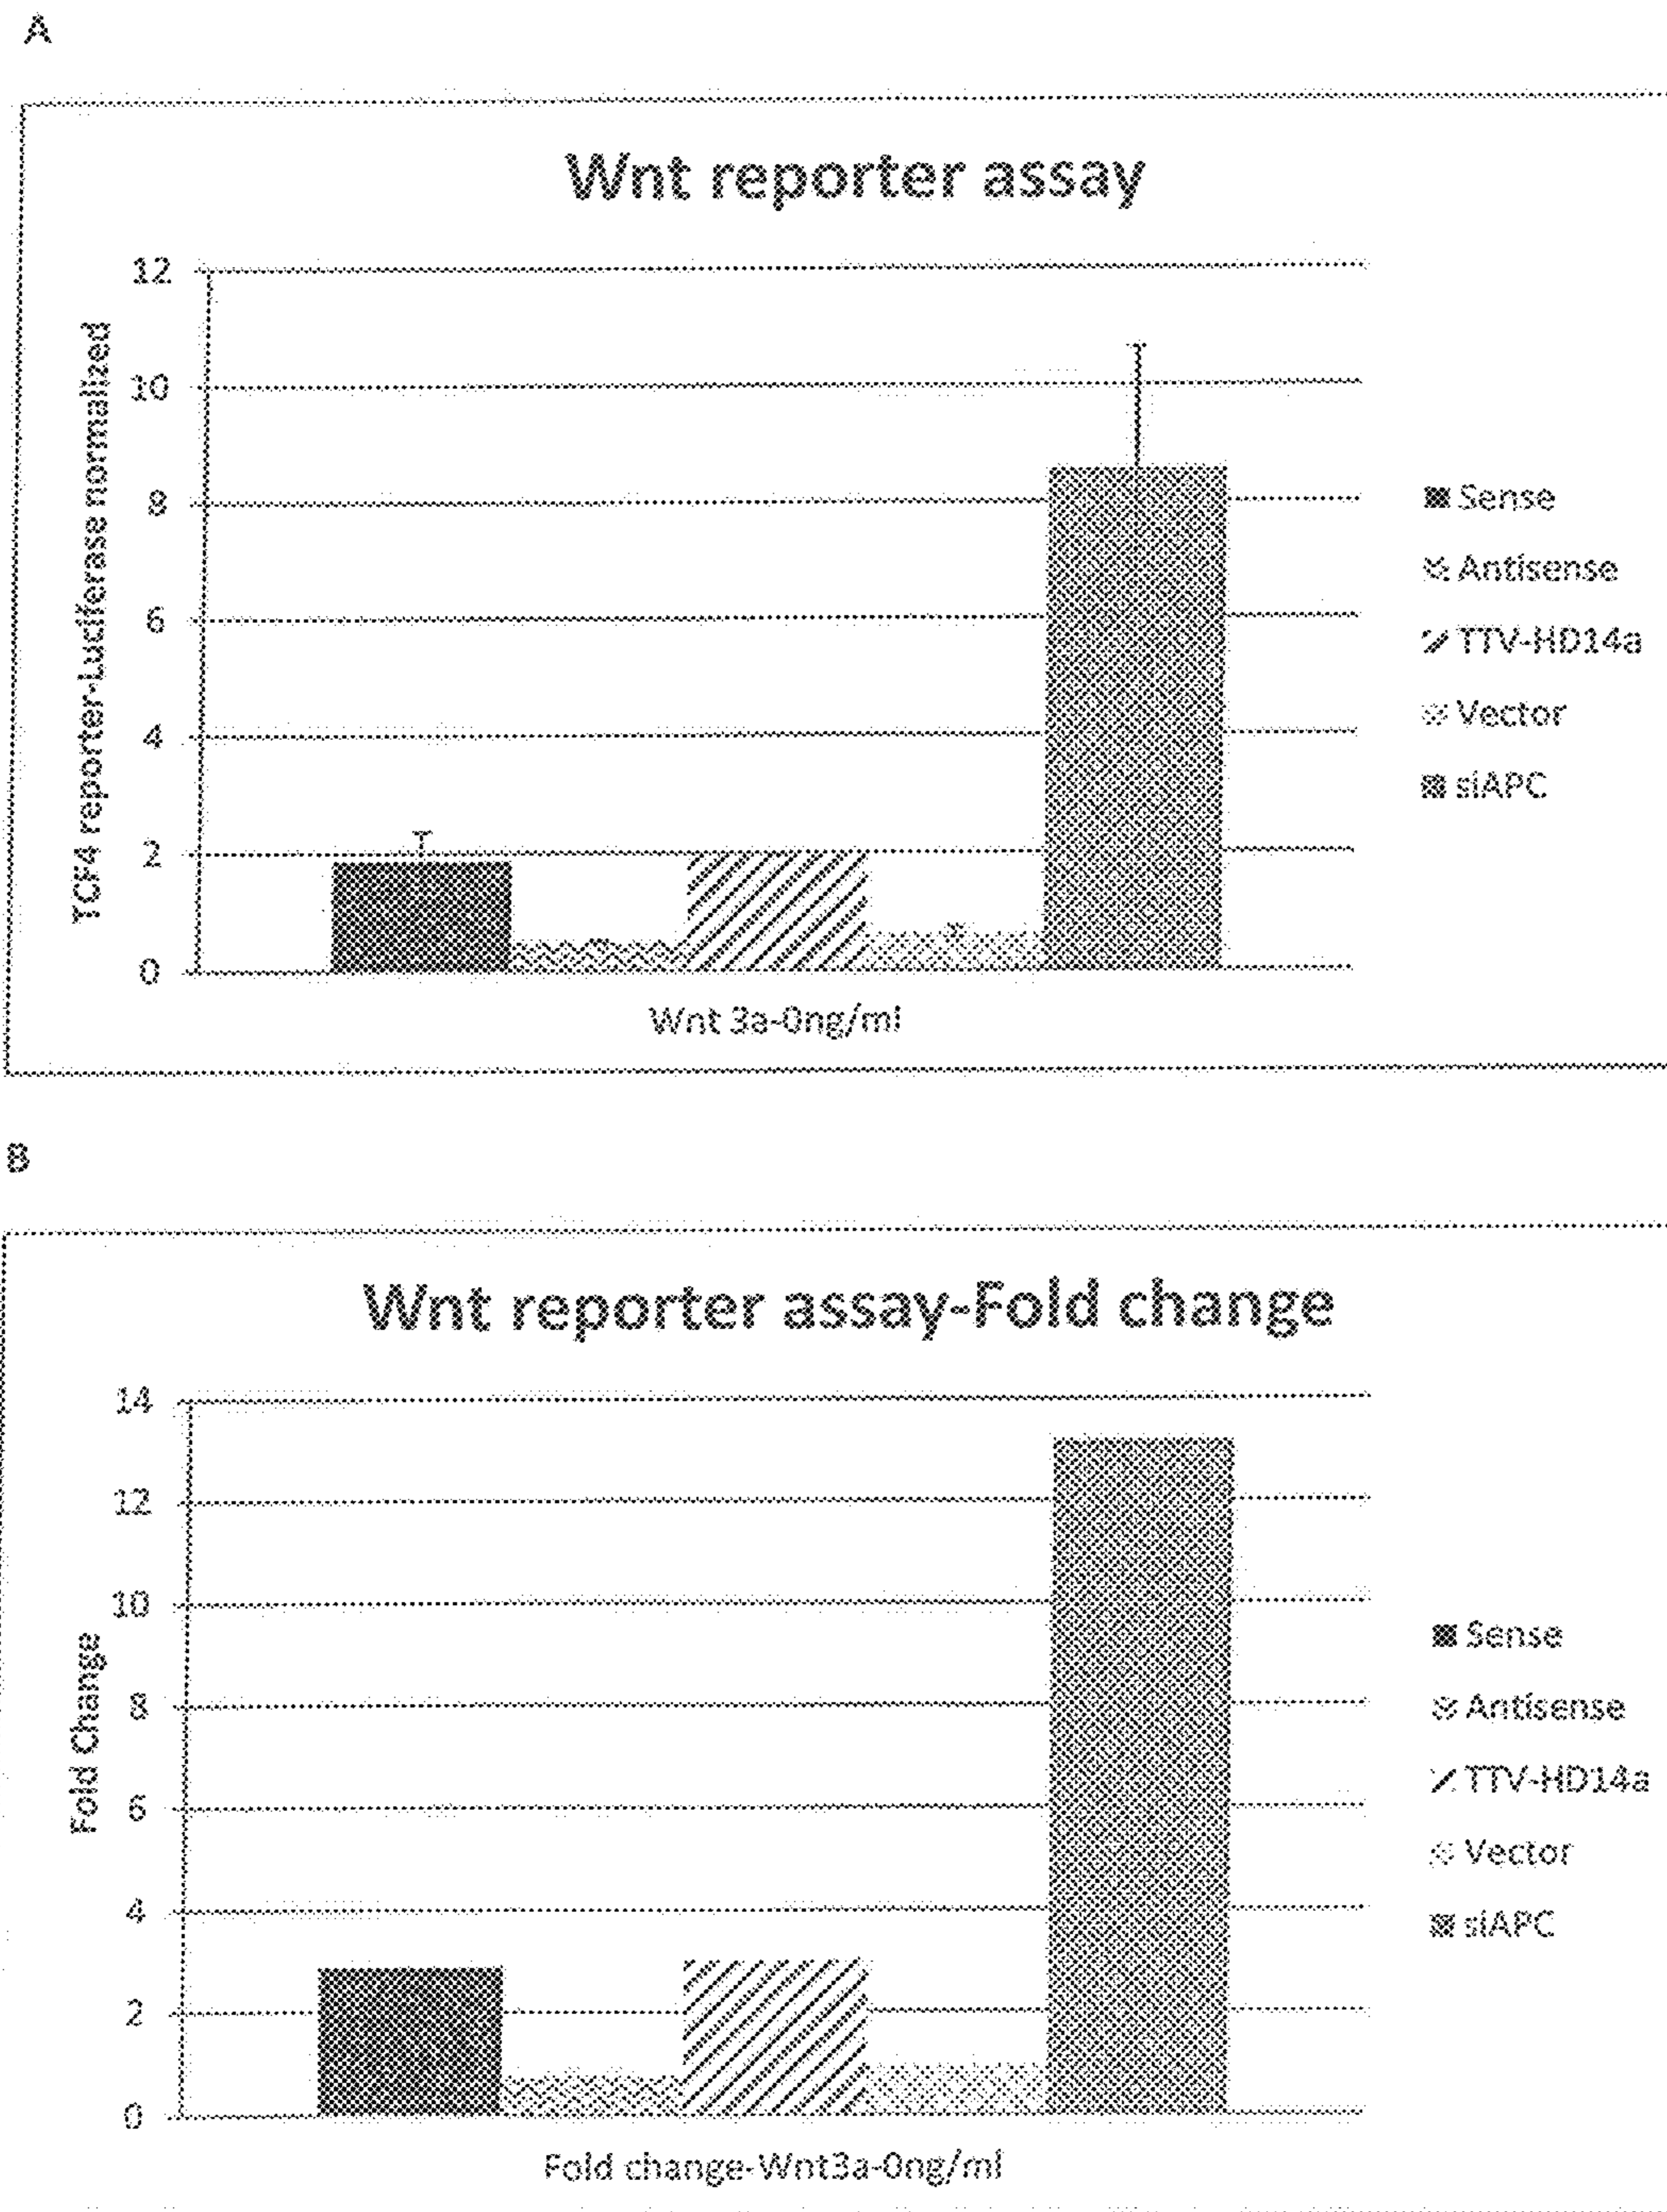 A
Wnt reporter assay
TCF4 reporter-Luciferase normalized
12
10
8
6
4
2
0
Wnt 3a-0ng/ml
Sense
Antisense
TTV-HD14a
Vector
siAPC
B
Wnt reporter assay-Fold change
Fold Change
14
12
10
8
6
4
2
0
Fold change-Wnt3a-0ng/ml
Sense
Antisense
TTV-HD14a
Vector
siAPC